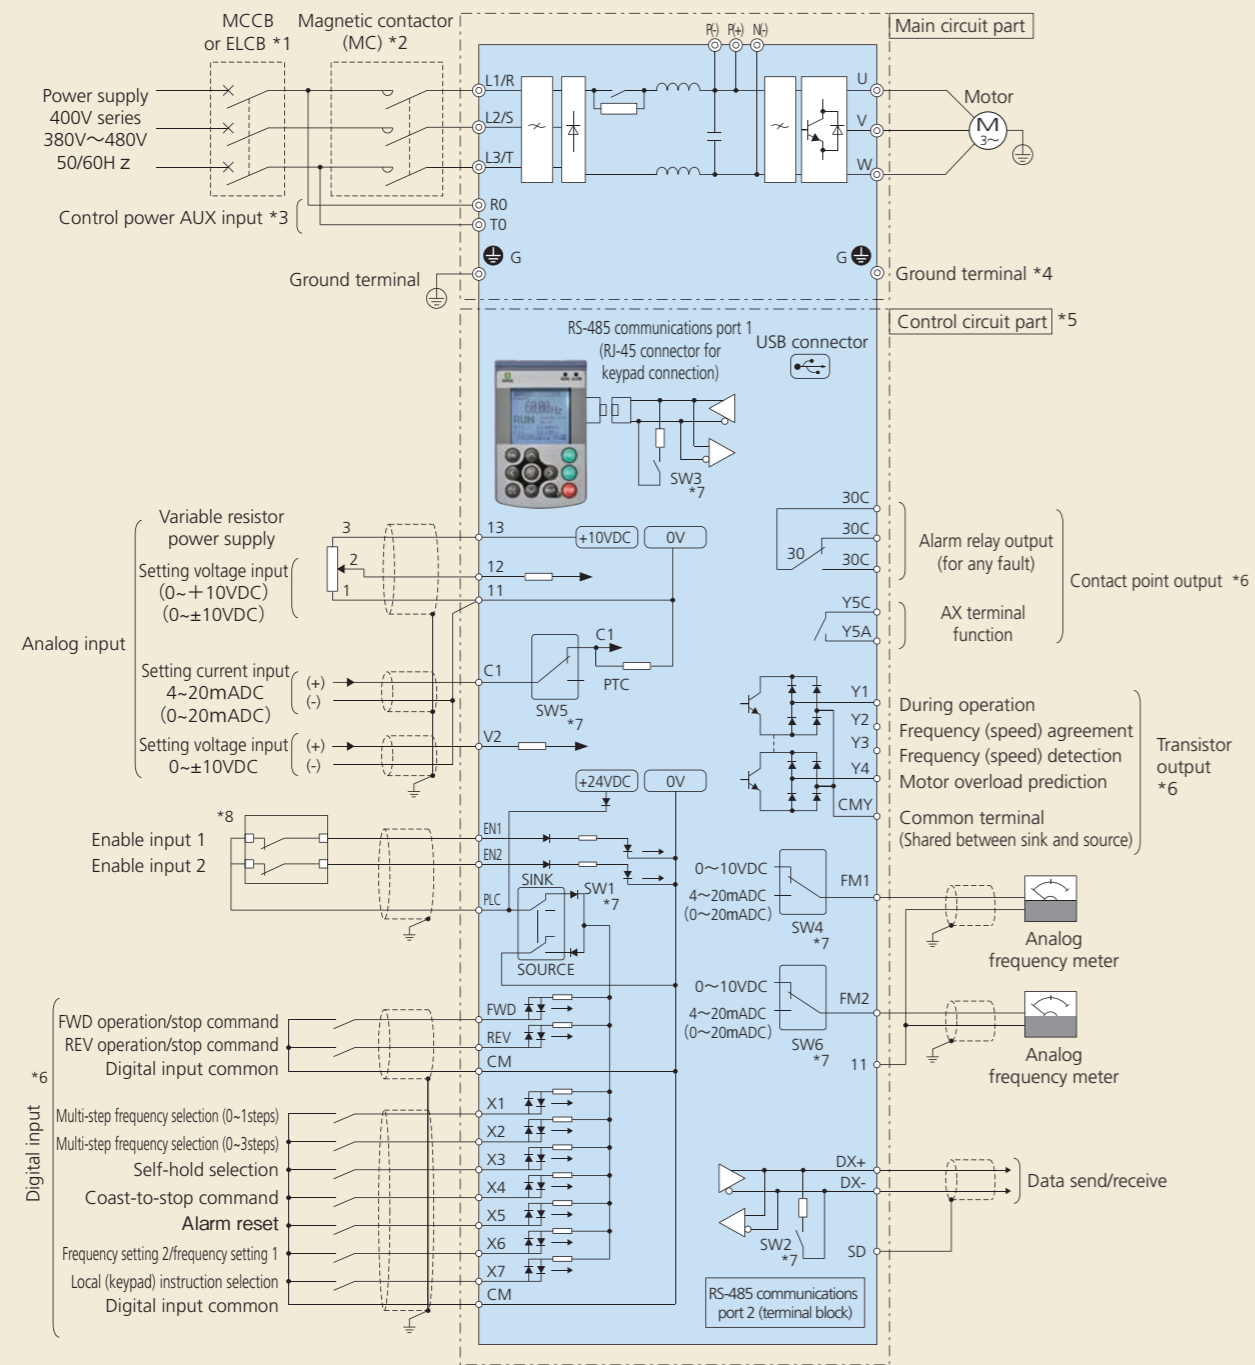 MCCB
or ELCB *1
Magnetic contactor
(MC) *2
P(-) P(+) N(-)
Main circuit part
Power supply
400V series
380V～480V
50/60H z
L1/R
L2/S
L3/T
U
V
W
Motor
M
3~
Control power AUX input *3
R0
T0
G
G
Ground terminal
Ground terminal *4
Control circuit part *5
RS-485 communications port 1
(RJ-45 connector for
keypad connection)
USB connector
60.00Hz
RUN
SW3
*7
30C
30C
30
30C
Alarm relay output
(for any fault)
Contact point output *6
Y5C
Y5A
AX terminal
function
Analog input
Variable resistor
power supply
Setting voltage input
(0~＋10VDC)
(0~±10VDC)
3
2
1
13
12
11
+10VDC
0V
Setting current input
4~20mADC
(0~20mADC)
(+)
(-)
C1
C1
PTC
SW5
*7
Setting voltage input
0~±10VDC
(+)
(-)
V2
+24VDC
0V
Y1
Y2
Y3
Y4
CMY
During operation
Frequency (speed) agreement
Frequency (speed) detection
Motor overload prediction
Common terminal
(Shared between sink and source)
Transistor
output
*6
*8
Enable input 1
Enable input 2
EN1
EN2
PLC
SINK
SW1
*7
SOURCE
0～10VDC
4～20mADC
(0～20mADC)
SW4
*7
FM1
Analog
frequency meter
0～10VDC
4～20mADC
(0～20mADC)
SW6
*7
FM2
11
Analog
frequency meter
*6
Digital input
FWD operation/stop command
REV operation/stop command
Digital input common
FWD
REV
CM
Multi-step frequency selection (0~1steps)
Multi-step frequency selection (0~3steps)
Self-hold selection
Coast-to-stop command
Alarm reset
Frequency setting 2/frequency setting 1
Local (keypad) instruction selection
Digital input common
X1
X2
X3
X4
X5
X6
X7
CM
DX+
DX-
SD
SW2
*7
Data send/receive
RS-485 communications
port 2 (terminal block)